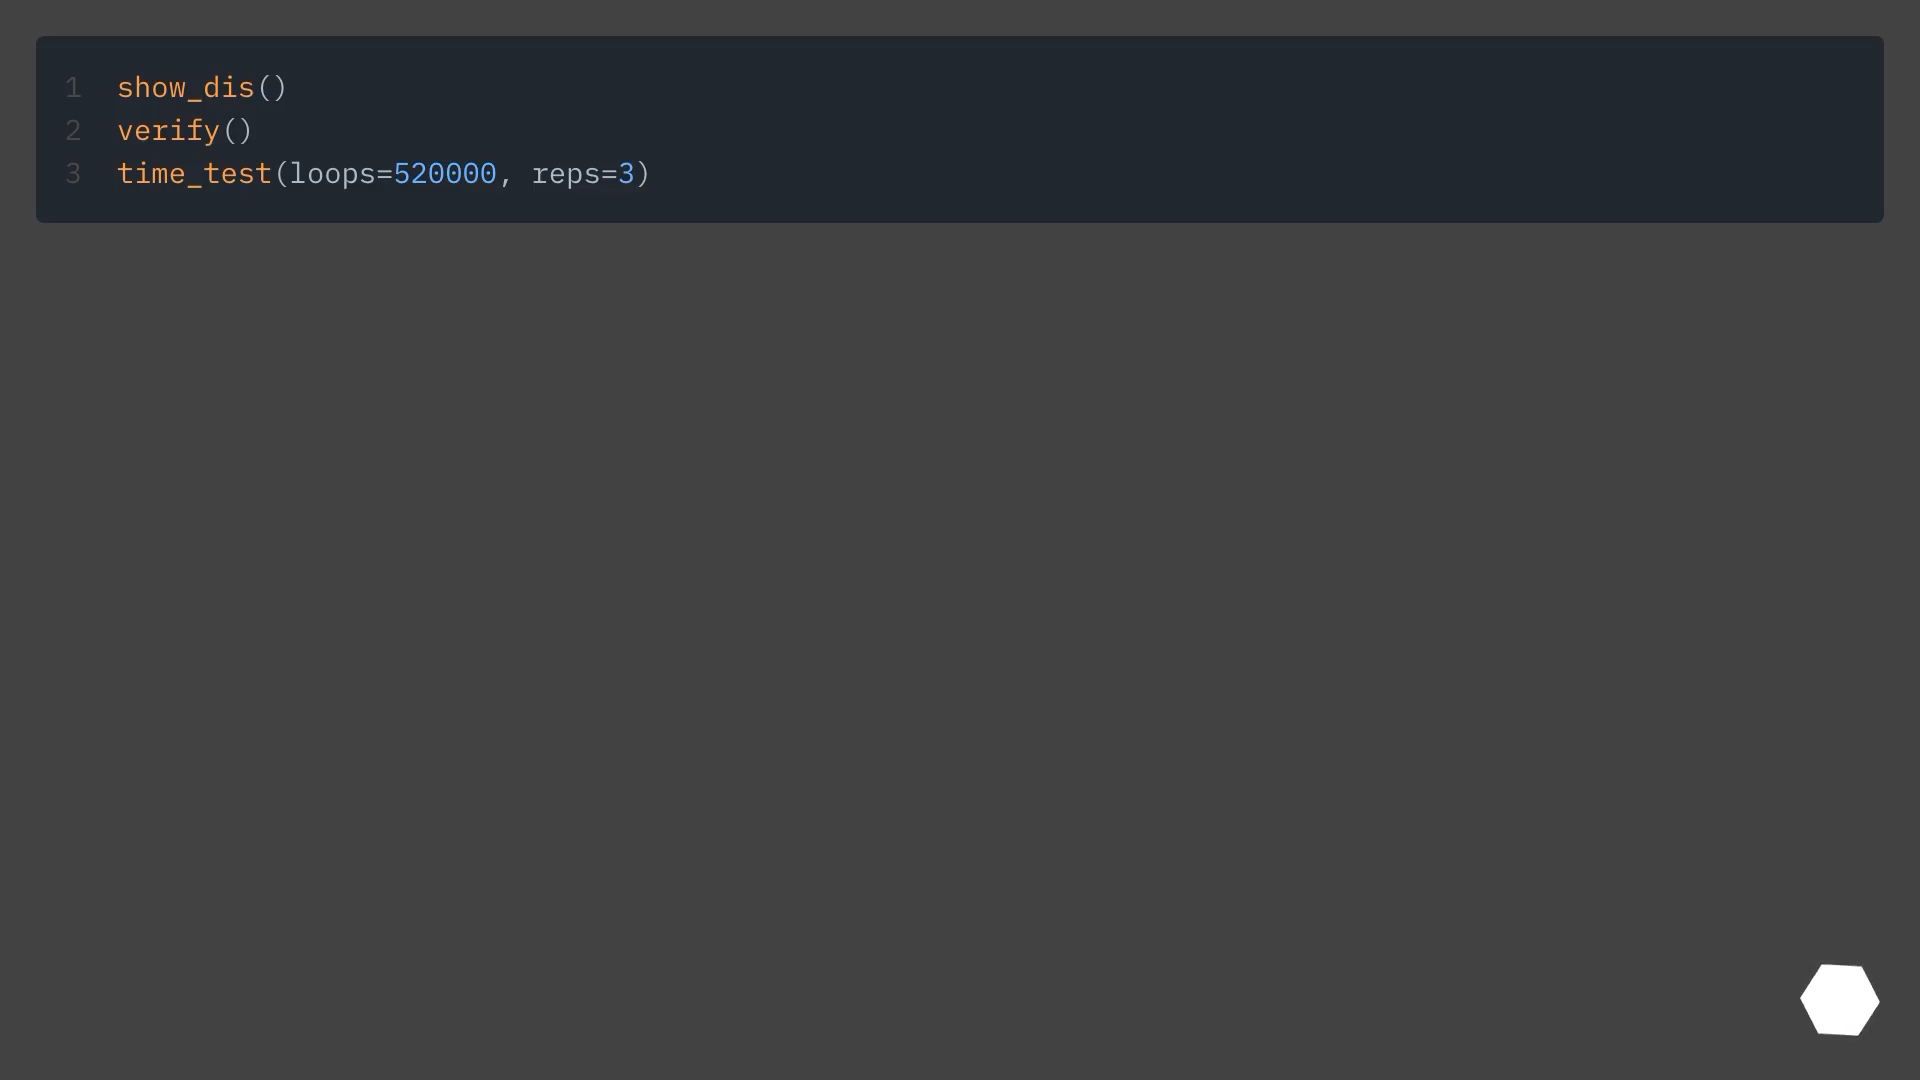 1 show_dis()
2 verify()
3 time_test(loops=520000, reps=3)